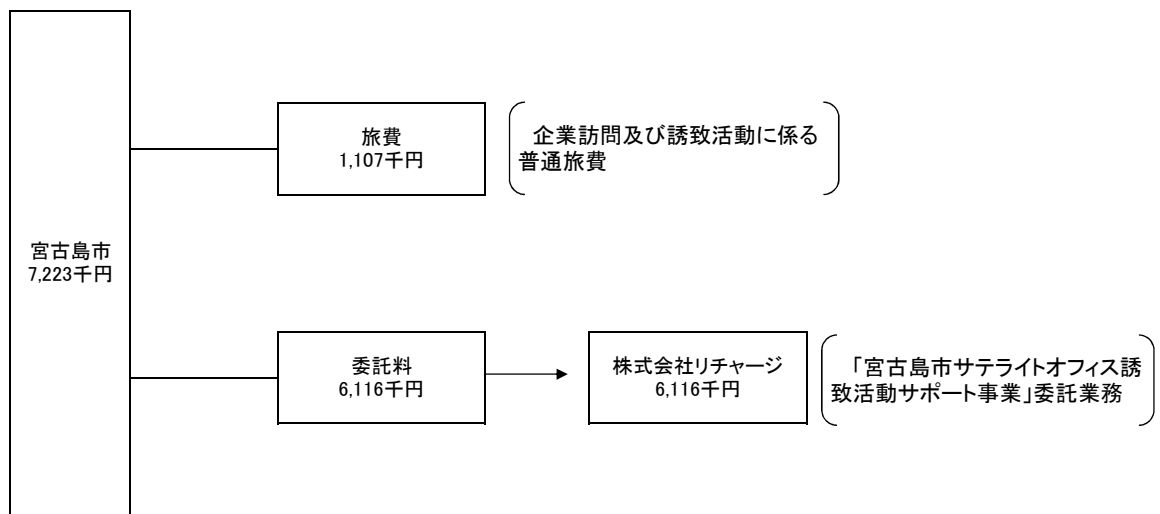 旅費
1,107千円
企業訪問及び誘致活動に係る
普通旅費
宮古島市
7,223千円
委託料
6,116千円
株式会社リチャージ
6,116千円
「宮古島市サテライトオフィス誘
致活動サポート事業」委託業務